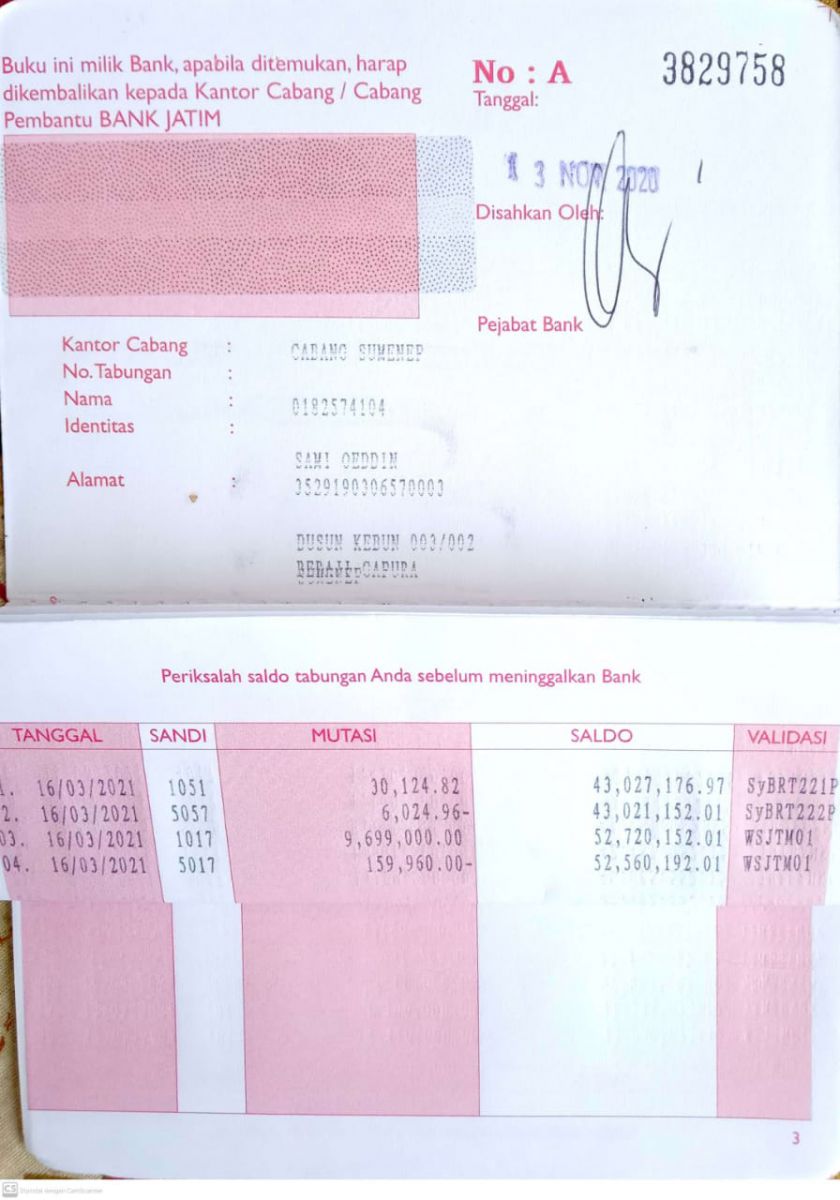 Buku ini milik Bank, apabila ditemukan, harap
dikembalikan kepada Kantor Cabang / Cabang
Pembantu BANK JATIM
No : A 3829758
Tanggal:
13 NOV 2020
Disahkan Oleh:
Pejabat Bank
Kantor Cabang : CABANG SUMENEP
No.Tabungan :
Nama : 0182574104
Identitas :
SAMI OEDDIN
Alamat : 3529190306570003
DUSUN KEBUN 003/002
GAPURA
Periksalah saldo tabungan Anda sebelum meninggalkan Bank
TANGGAL SANDI MUTASI SALDO VALIDASI
1. 16/03/2021 1051 30,124.82 43,027,176.97 SyBRT221P
2. 16/03/2021 5057 6,024.96- 43,021,152.01 SyBRT222P
03. 16/03/2021 1017 9,699,000.00 52,720,152.01 WSJTM01
04. 16/03/2021 5017 159,960.00- 52,560,192.01 WSJTM01
3
CS Dipindai dengan CamScanner